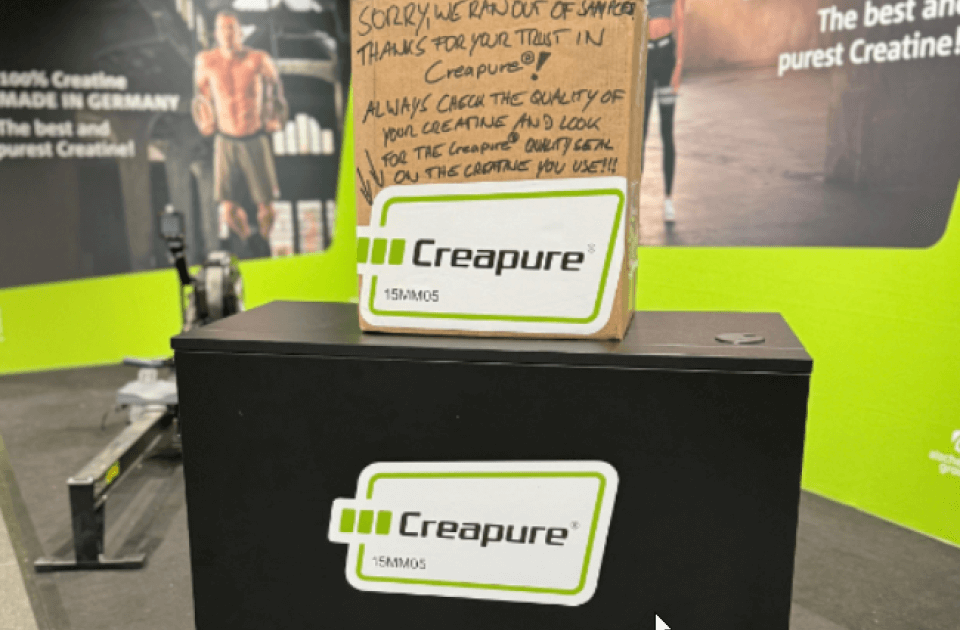 SORRY, WE RAN OUT OF SAMPLES
THANKS FOR YOUR TRUST IN
Creapure®!
ALWAYS CHECK THE QUALITY OF
YOUR CREATINE AND LOOK
FOR THE Creapure® QUALITY SEAL
ON THE CREATINE YOU USE!!!
Creapure®
15MM05
100% Creatine
MADE IN GERMANY
The best and
purest Creatine!
The best and
purest Creatine!
Creapure®
15MM05